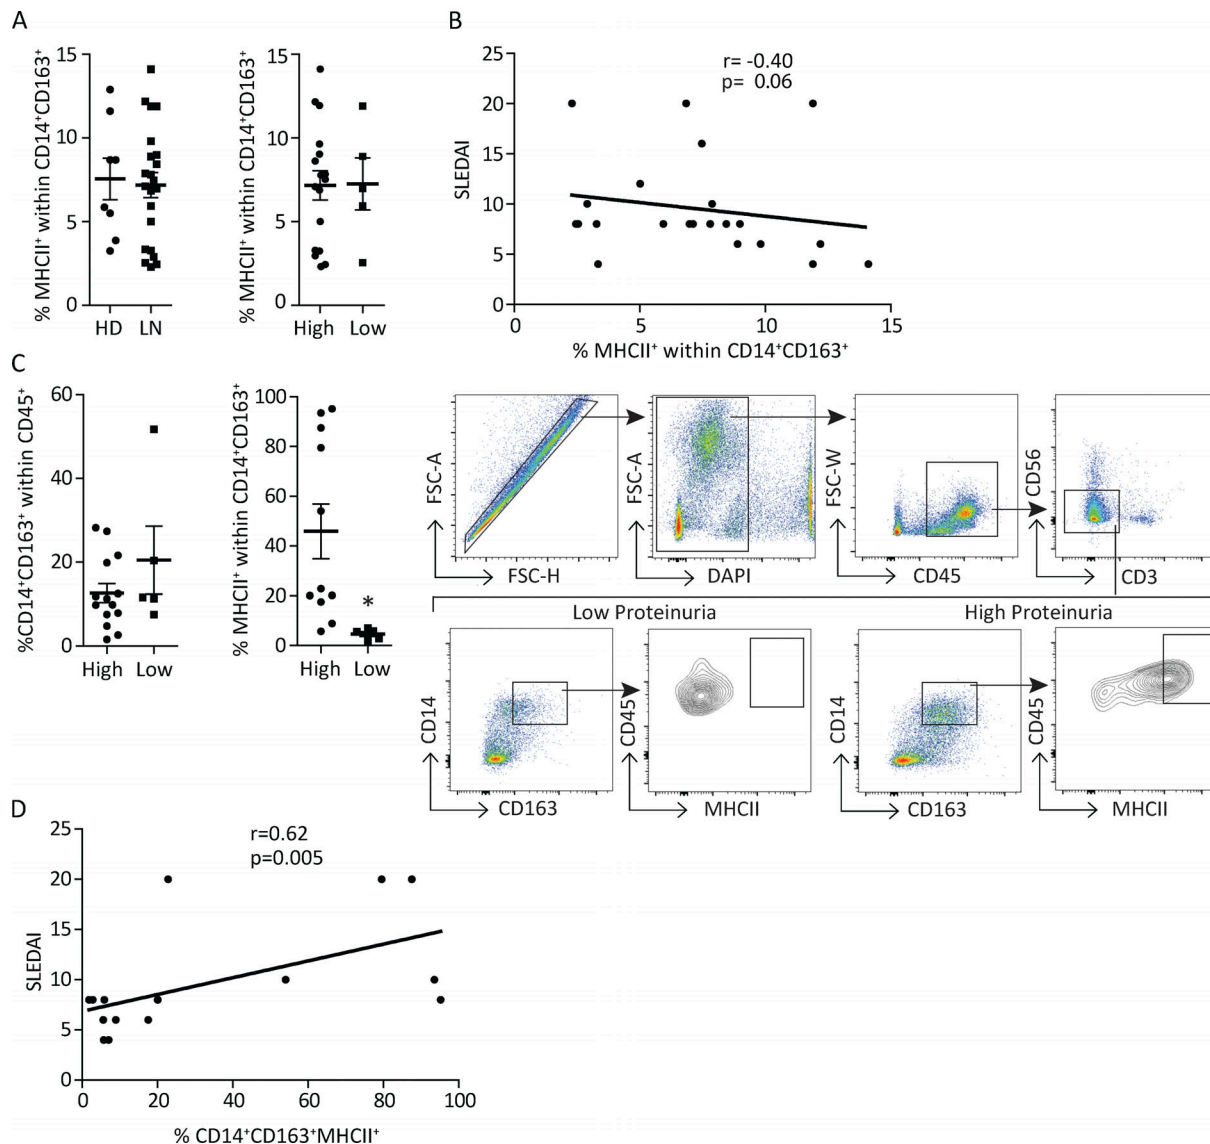 A
% MHCII⁺ within CD14⁺CD163⁺
15
10
5
0
HD LN
% MHCII⁺ within CD14⁺CD163⁺
15
10
5
0
High Low
B
r= -0.40
p= 0.06
SLEDAI
25
20
15
10
5
0
0 5 10 15
% MHCII⁺ within CD14⁺CD163⁺
C
%CD14⁺CD163⁺ within CD45⁺
60
40
20
0
High Low
% MHCII⁺ within CD14⁺CD163⁺
100
80
60
40
20
0
*
High Low
FSC-A
FSC-H
FSC-A
DAPI
FSC-W
CD45
CD56
CD3
Low Proteinuria
High Proteinuria
CD14
CD163
CD45
MHCII
CD14
CD163
CD45
MHCII
D
r=0.62
p=0.005
SLEDAI
25
20
15
10
5
0
0 20 40 60 80 100
% CD14⁺CD163⁺MHCII⁺